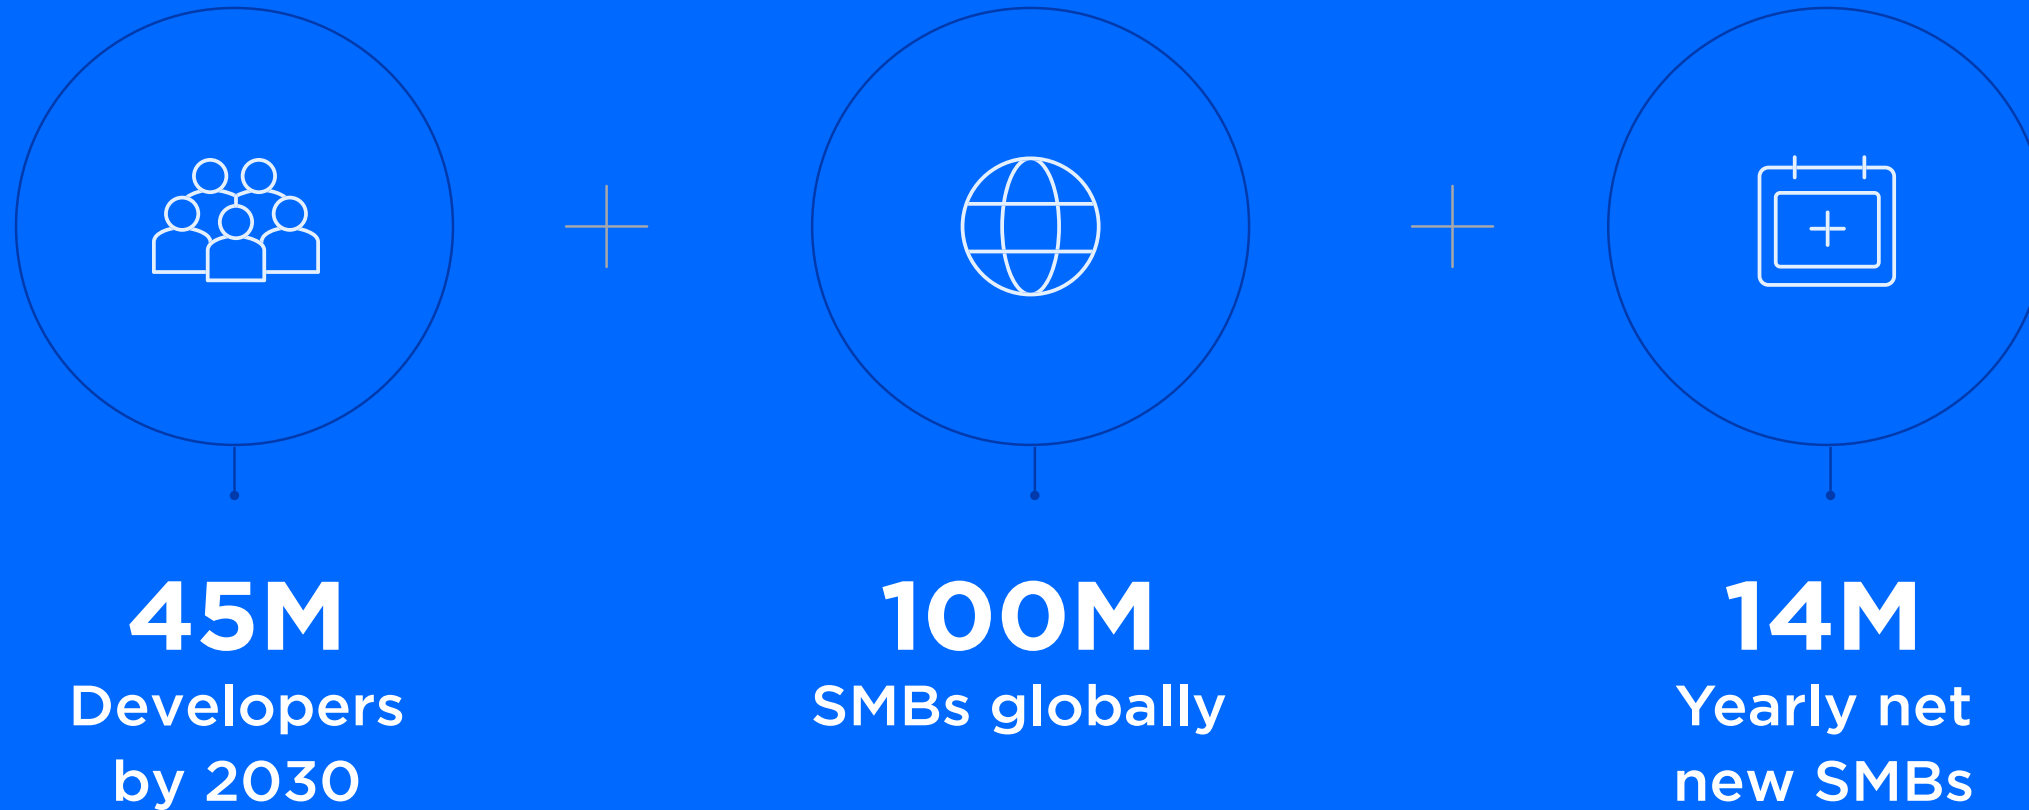 45M
Developers
by 2030
100M
SMBs globally
14M
Yearly net
new SMBs